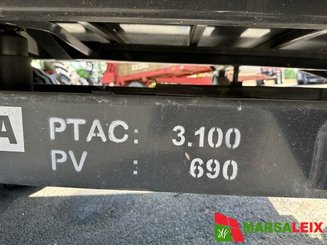 A
PTAC: 3.100
PV : 690
MARSALEIX